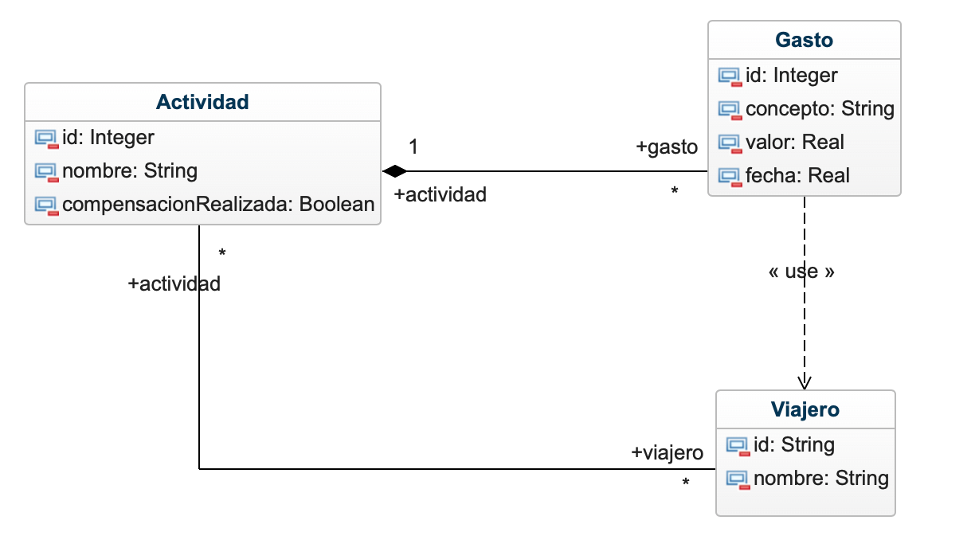 Gasto
id: Integer
concepto: String
valor: Real
fecha: Real
Actividad
id: Integer
nombre: String
compensacionRealizada: Boolean
1
+actividad
+gasto
*
*
+actividad
« use »
+viajero
*
Viajero
id: String
nombre: String